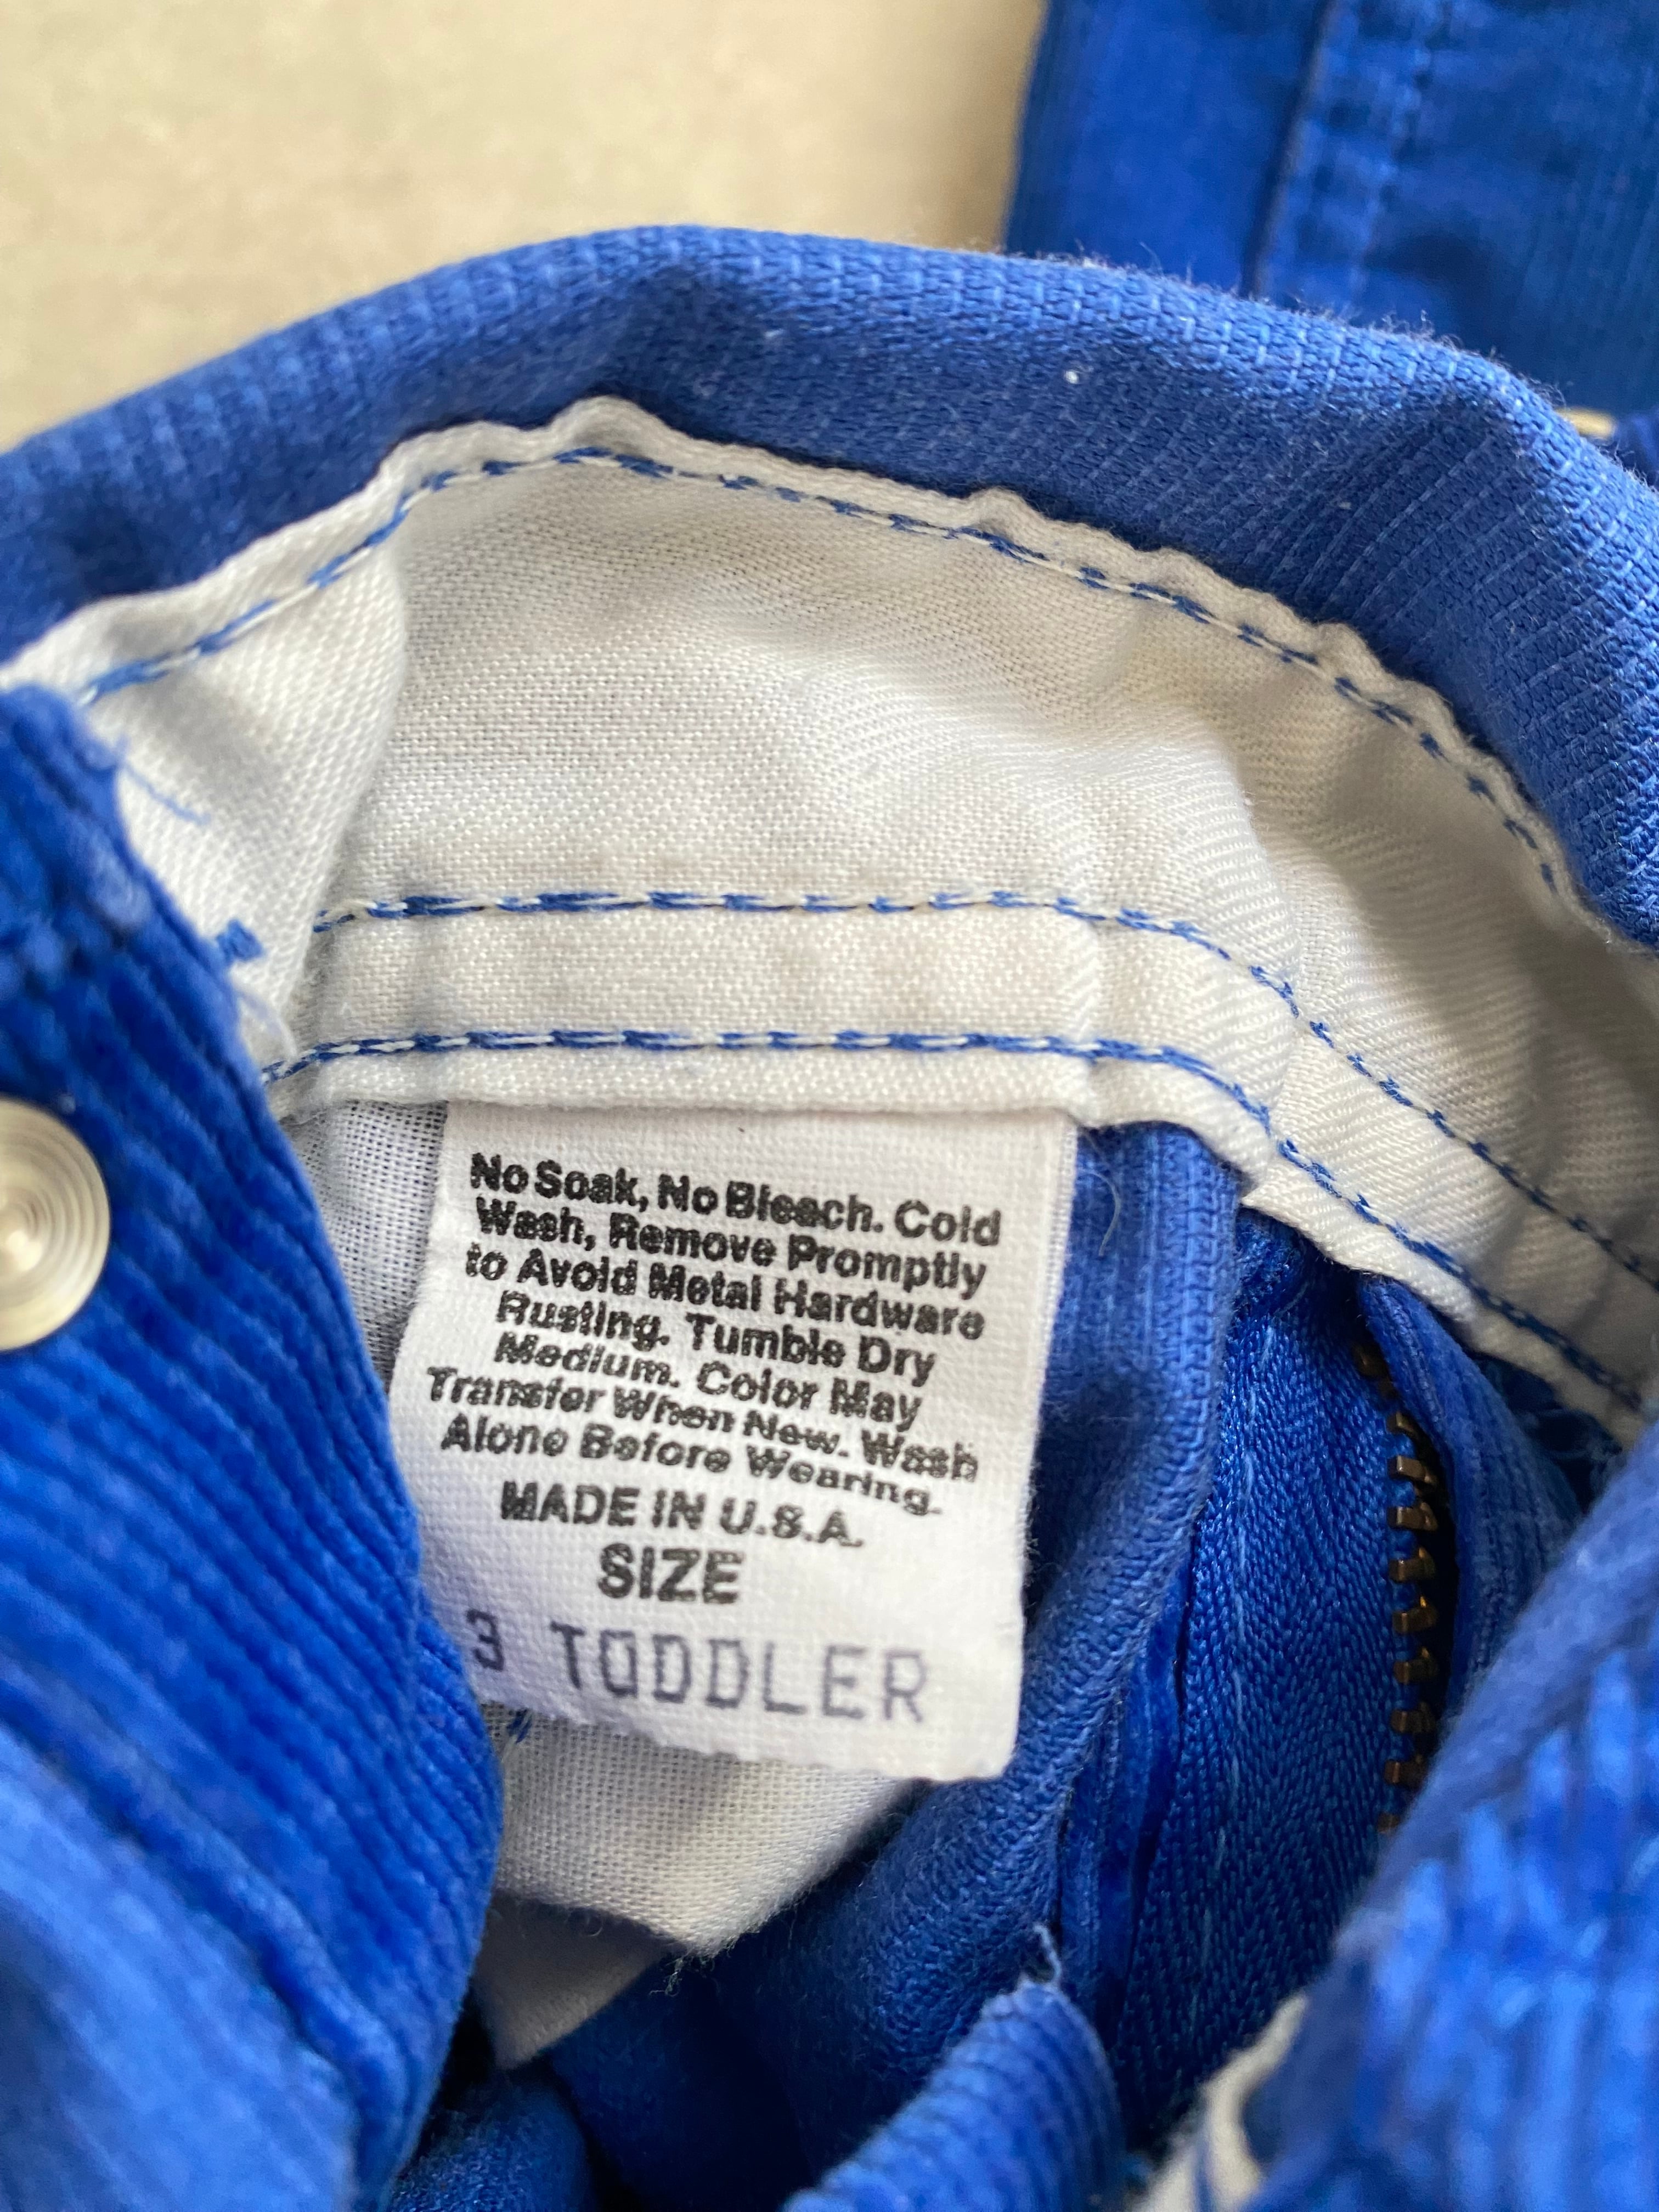 No Soak, No Bleach. Cold
Wash, Remove Promptly
to Avoid Metal Hardware
Rusting. Tumble Dry
Medium. Color May
Transfer When New. Wash
Alone Before Wearing.
MADE IN U.S.A.
SIZE
3 TODDLER